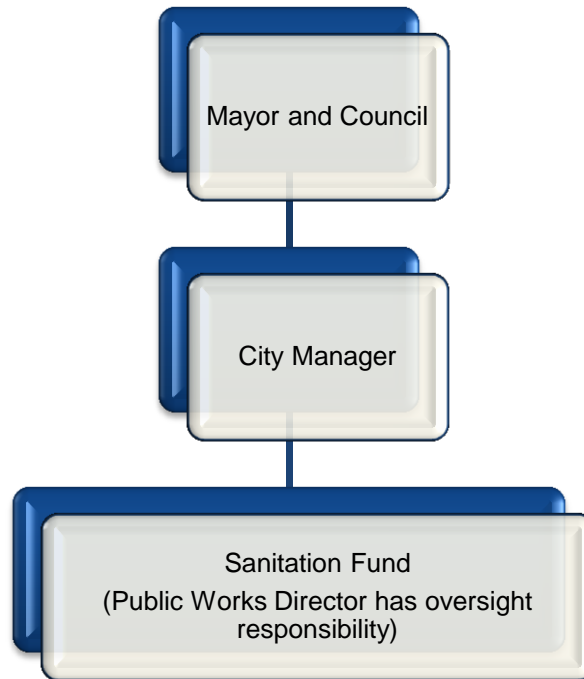 Mayor and Council
City Manager
Sanitation Fund
(Public Works Director has oversight
responsibility)